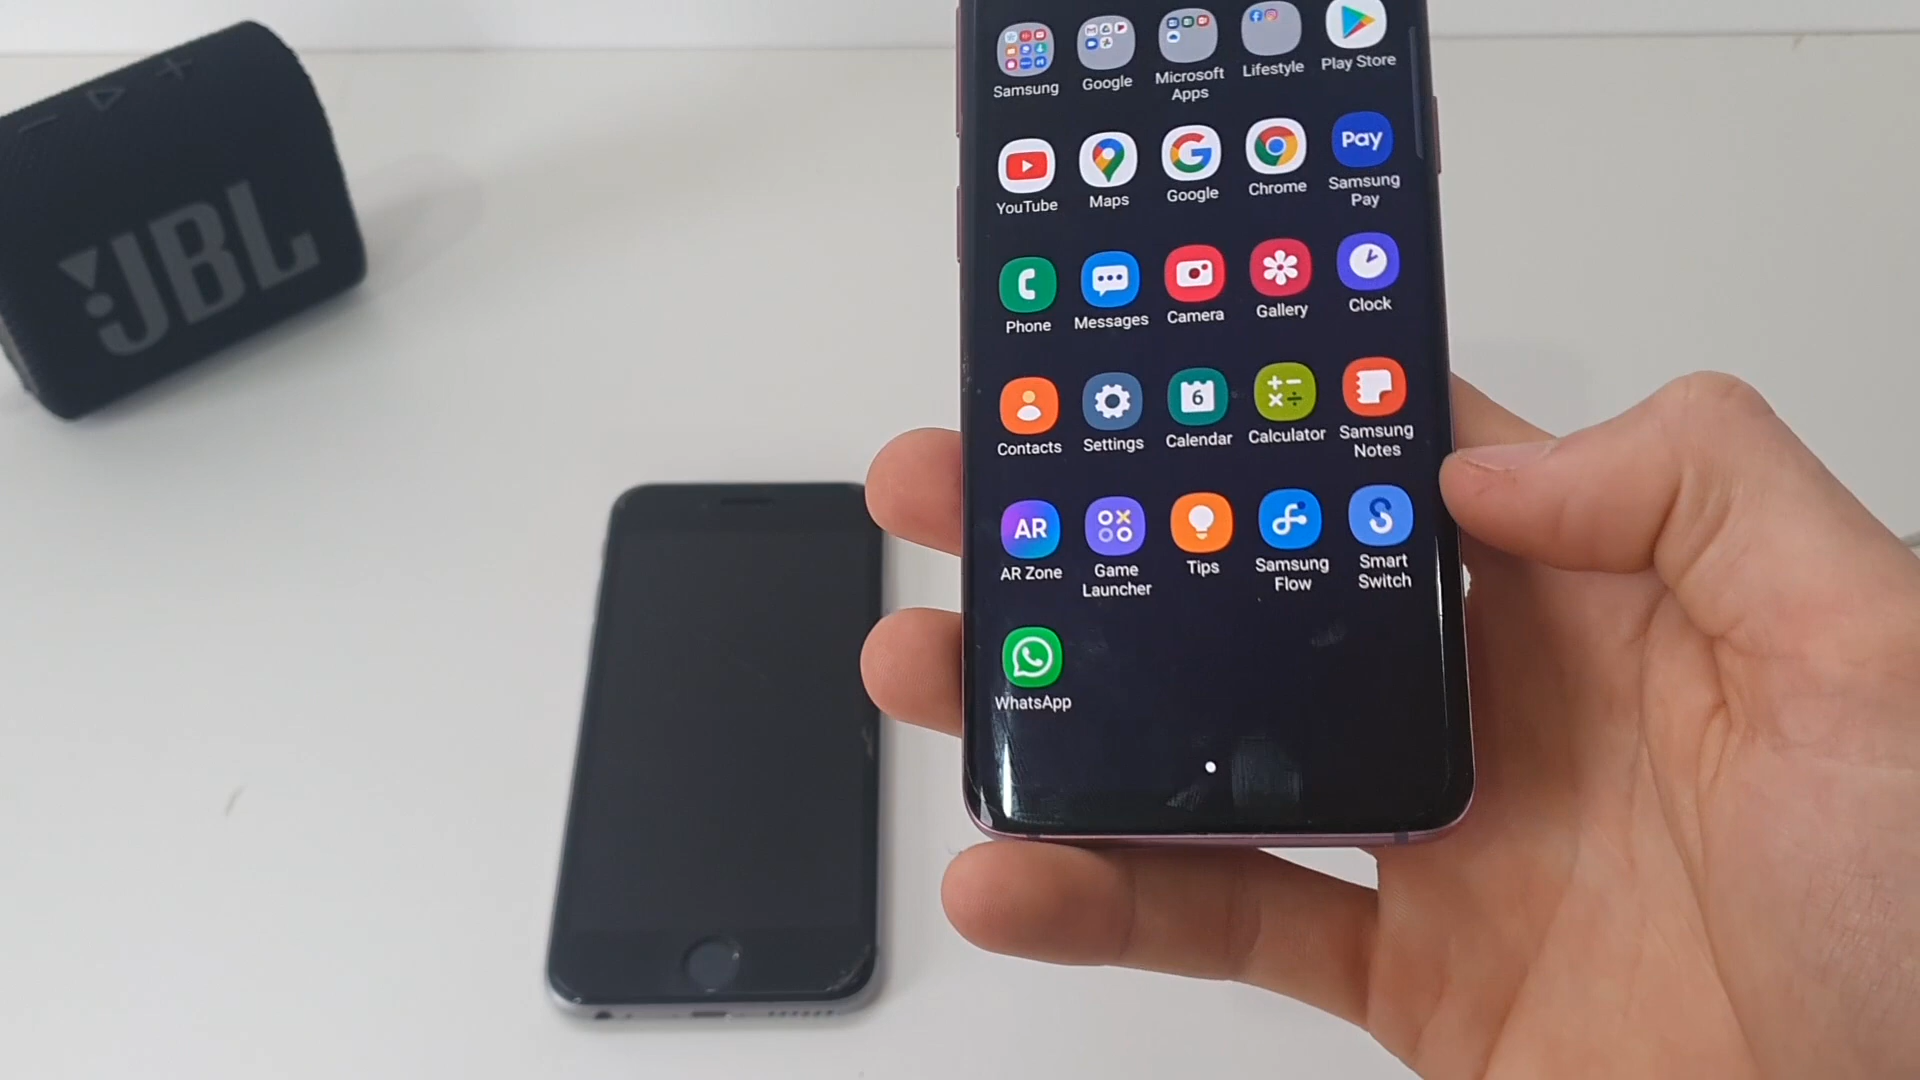 JBL
Samsung
Google
Microsoft
Apps
Lifestyle
Play Store
Pay
YouTube
Maps
Google
Chrome
Samsung
Pay
Phone
Messages
Camera
Gallery
Clock
6
Contacts
Settings
Calendar
Calculator
Samsung
Notes
AR
AR Zone
Game
Launcher
Tips
Samsung
Flow
Smart
Switch
WhatsApp